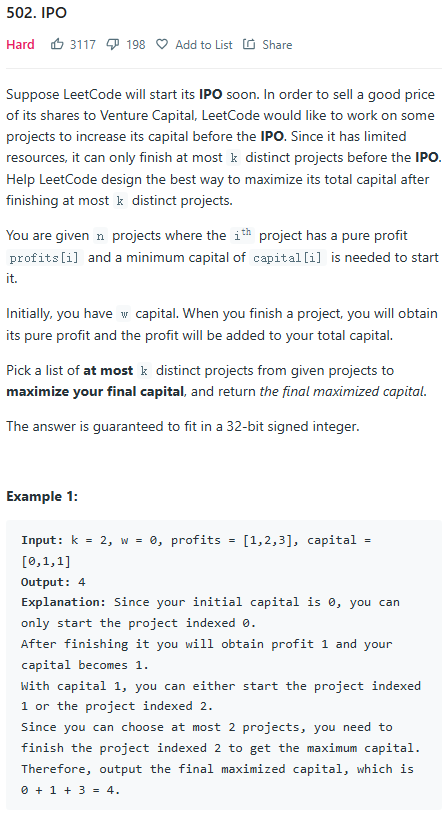 502. IPO
Hard 3117 198 Add to List Share
Suppose LeetCode will start its IPO soon. In order to sell a good price
of its shares to Venture Capital, LeetCode would like to work on some
projects to increase its capital before the IPO. Since it has limited
resources, it can only finish at most k distinct projects before the IPO.
Help LeetCode design the best way to maximize its total capital after
finishing at most k distinct projects.
You are given n projects where the ith project has a pure profit
profits[i] and a minimum capital of capital[i] is needed to start
it.
Initially, you have w capital. When you finish a project, you will obtain
its pure profit and the profit will be added to your total capital.
Pick a list of at most k distinct projects from given projects to
maximize your final capital, and return the final maximized capital.
The answer is guaranteed to fit in a 32-bit signed integer.
Example 1:
Input: k = 2, w = 0, profits = [1,2,3], capital =
[0,1,1]
Output: 4
Explanation: Since your initial capital is 0, you can
only start the project indexed 0.
After finishing it you will obtain profit 1 and your
capital becomes 1.
With capital 1, you can either start the project indexed
1 or the project indexed 2.
Since you can choose at most 2 projects, you need to
finish the project indexed 2 to get the maximum capital.
Therefore, output the final maximized capital, which is
0 + 1 + 3 = 4.